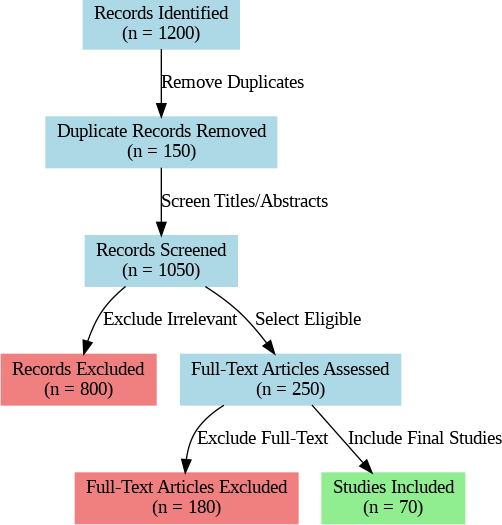 Records Identified
(n = 1200)
Remove Duplicates
Duplicate Records Removed
(n = 150)
Screen Titles/Abstracts
Records Screened
(n = 1050)
Exclude Irrelevant
Select Eligible
Records Excluded
(n = 800)
Full-Text Articles Assessed
(n = 250)
Exclude Full-Text
Include Final Studies
Full-Text Articles Excluded
(n = 180)
Studies Included
(n = 70)